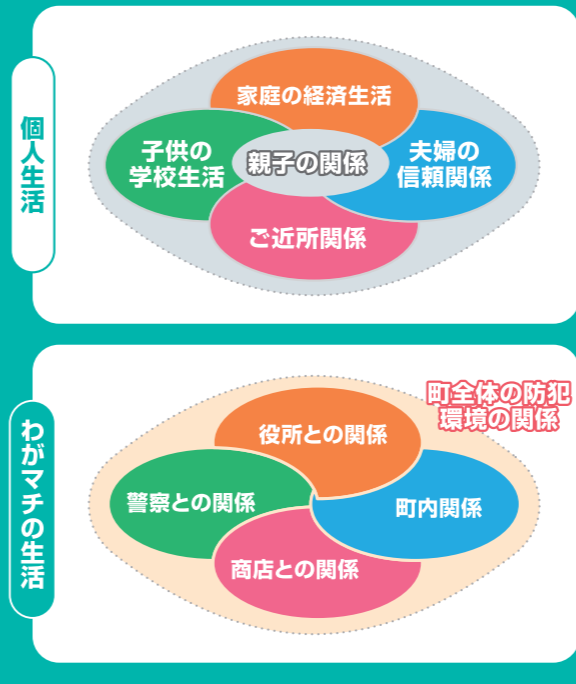 個人生活
家庭の経済生活
子供の
学校生活
親子の関係
夫婦の
信頼関係
ご近所関係
わがマチの生活
町全体の防犯
環境の関係
役所との関係
警察との関係
町内関係
商店との関係